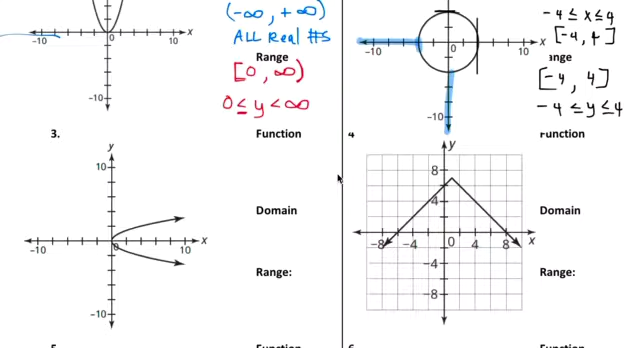 (-∞, +∞)
ALL Real #s
Range
[0, ∞)
0 ≤ y < ∞
-10
0
10
x
-10
-4 ≤ x ≤ 4
[-4, 4]
ange
[-4, 4]
-4 ≤ y ≤ 4
-10
0
10
x
-10
3.
Function
Domain
Range:
y
10
-10
0
10
x
-10
4
Function
Domain
Range:
y
8
4
-8
-4
0
4
8
x
-4
-8
5.
Function
6.
Function